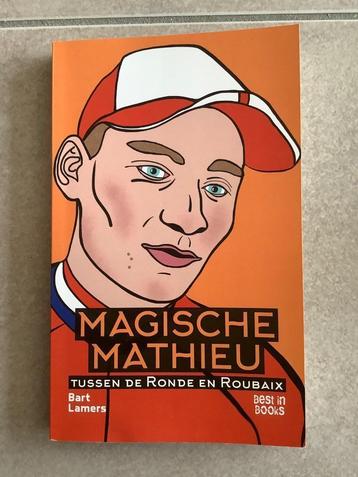 MAGISCHE
MATHIEU
TUSSEN DE RONDE EN ROUBAIX
Bart
Lamers
Best in
Books